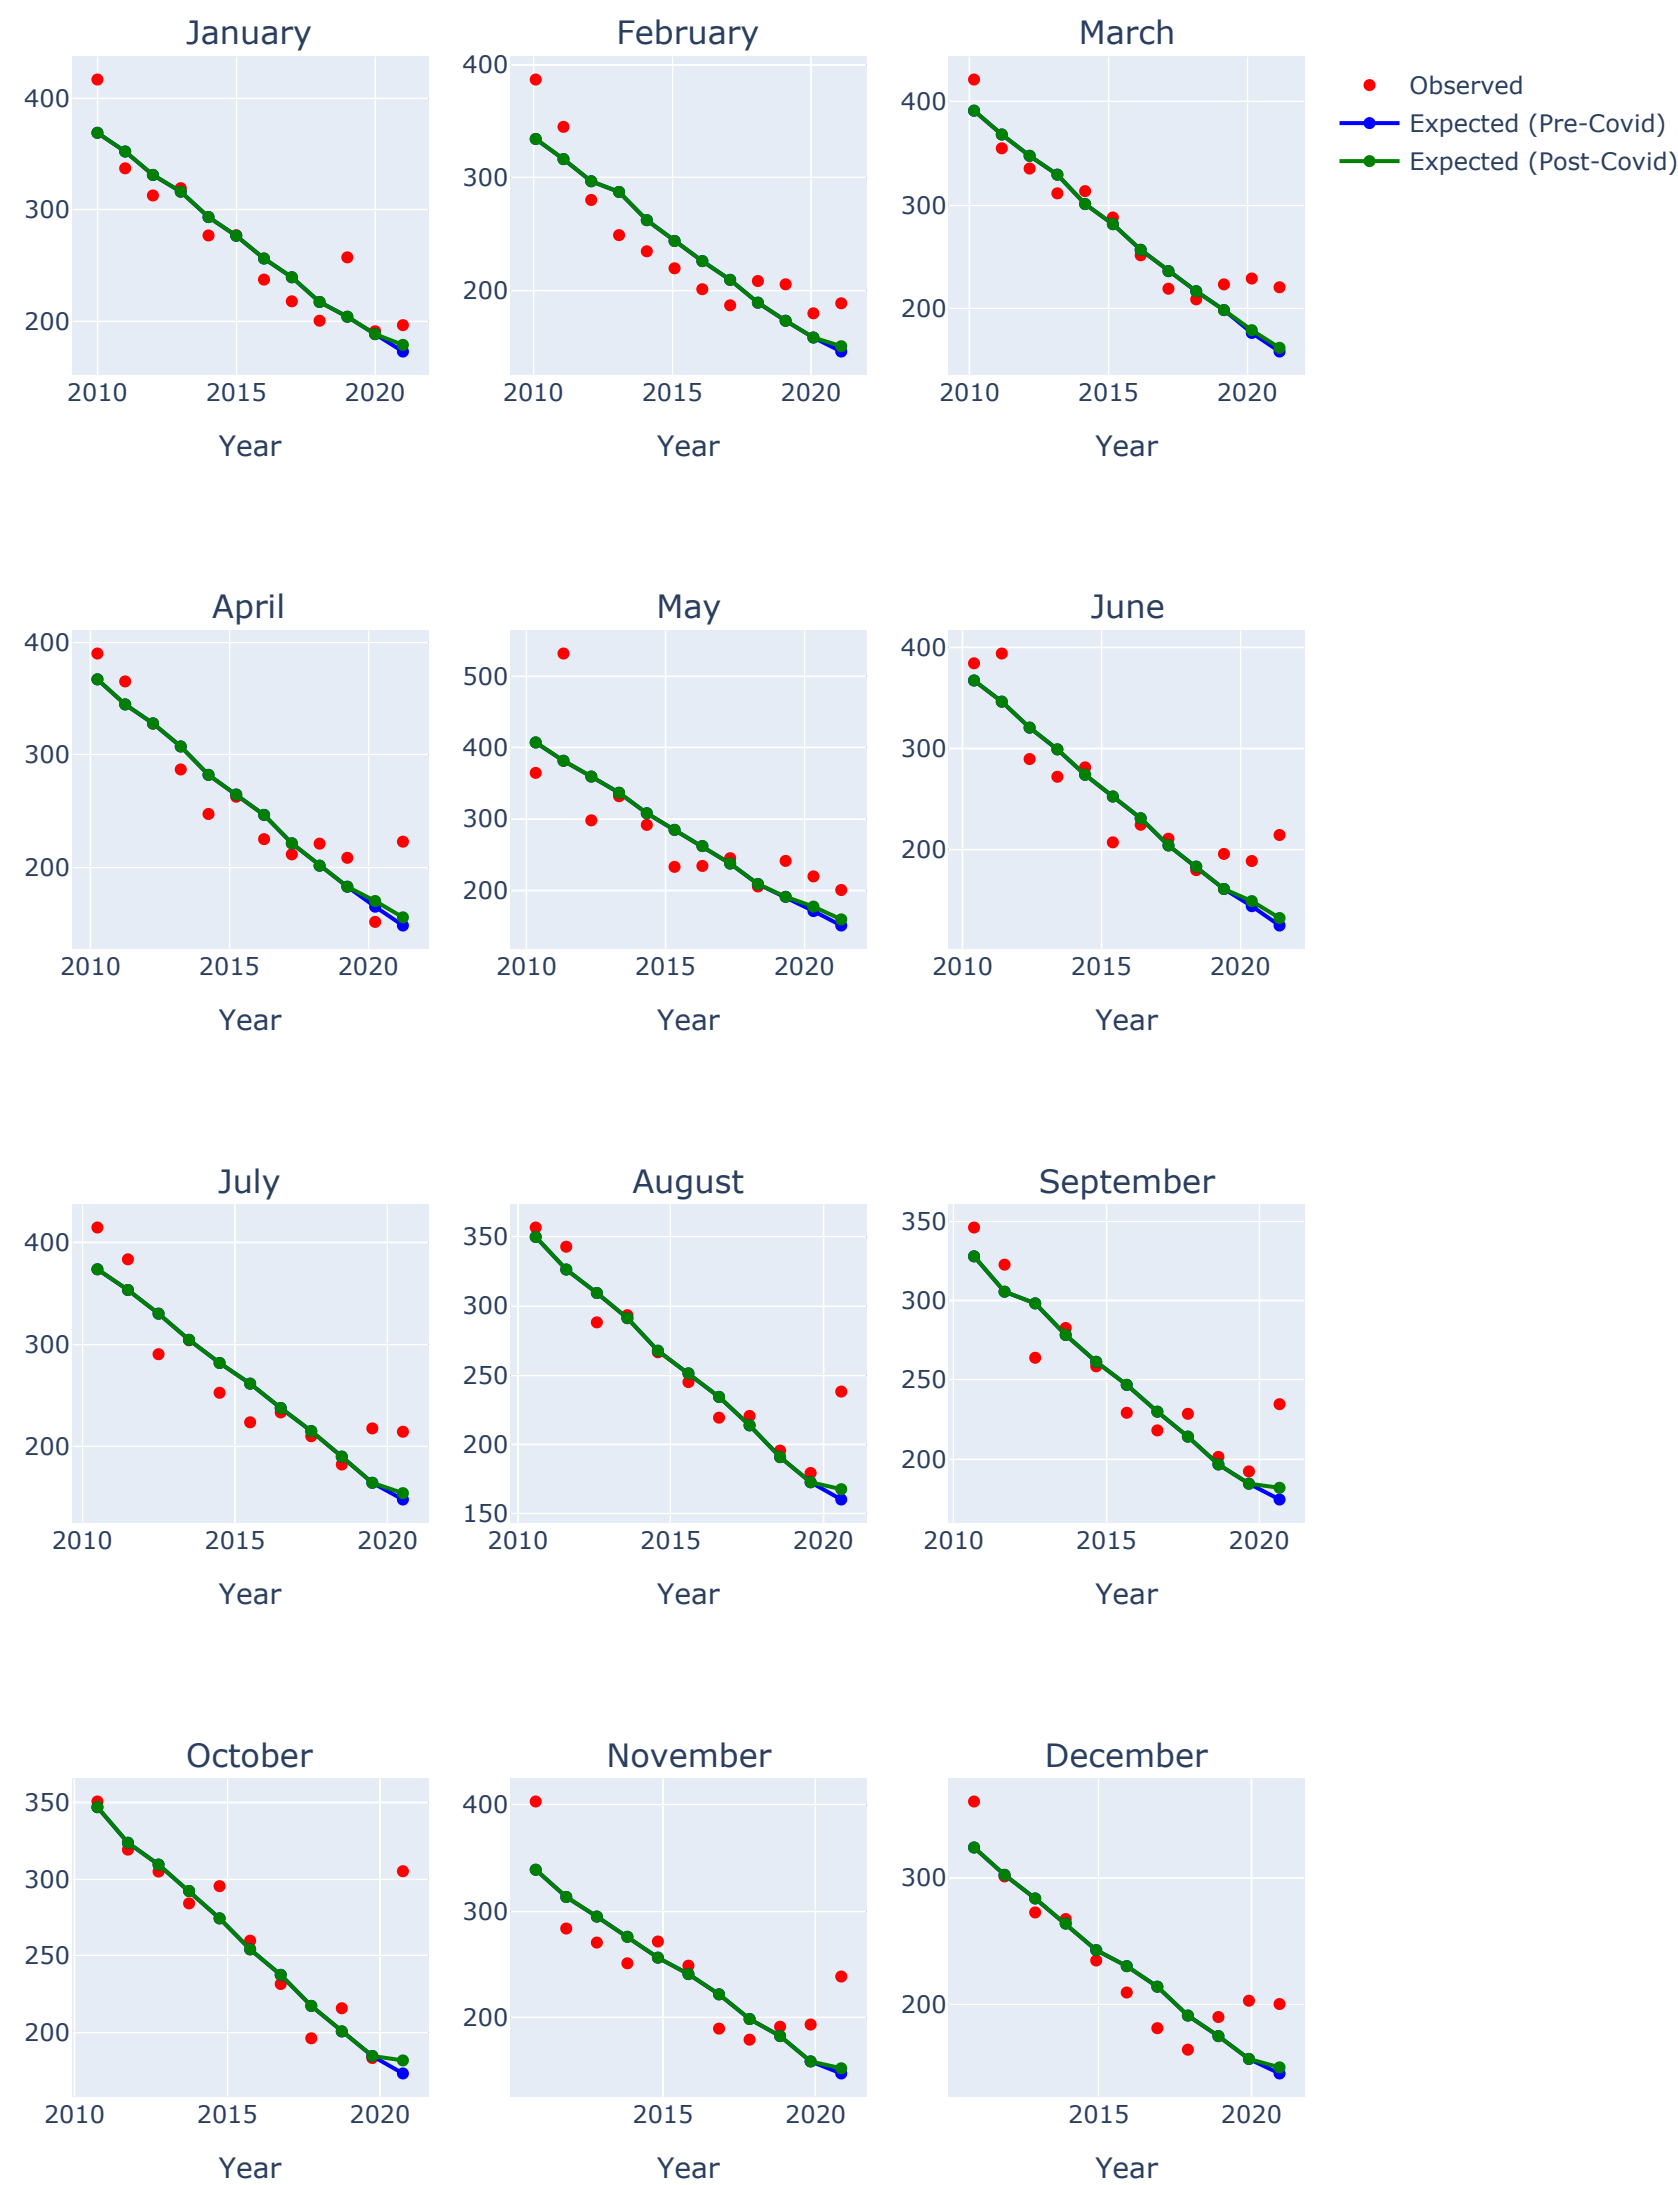 January
February
March
400
300
200
2010
2015
2020
Year
400
300
200
2010
2015
2020
Year
400
300
200
2010
2015
2020
Year
Observed
Expected (Pre-Covid)
Expected (Post-Covid)
April
May
June
400
300
200
2010
2015
2020
Year
500
400
300
200
2010
2015
2020
Year
400
300
200
2010
2015
2020
Year
July
August
September
400
300
200
2010
2015
2020
Year
350
300
250
200
150
2010
2015
2020
Year
350
300
250
200
2010
2015
2020
Year
October
November
December
350
300
250
200
2010
2015
2020
Year
400
300
200
2015
2020
Year
300
200
2015
2020
Year